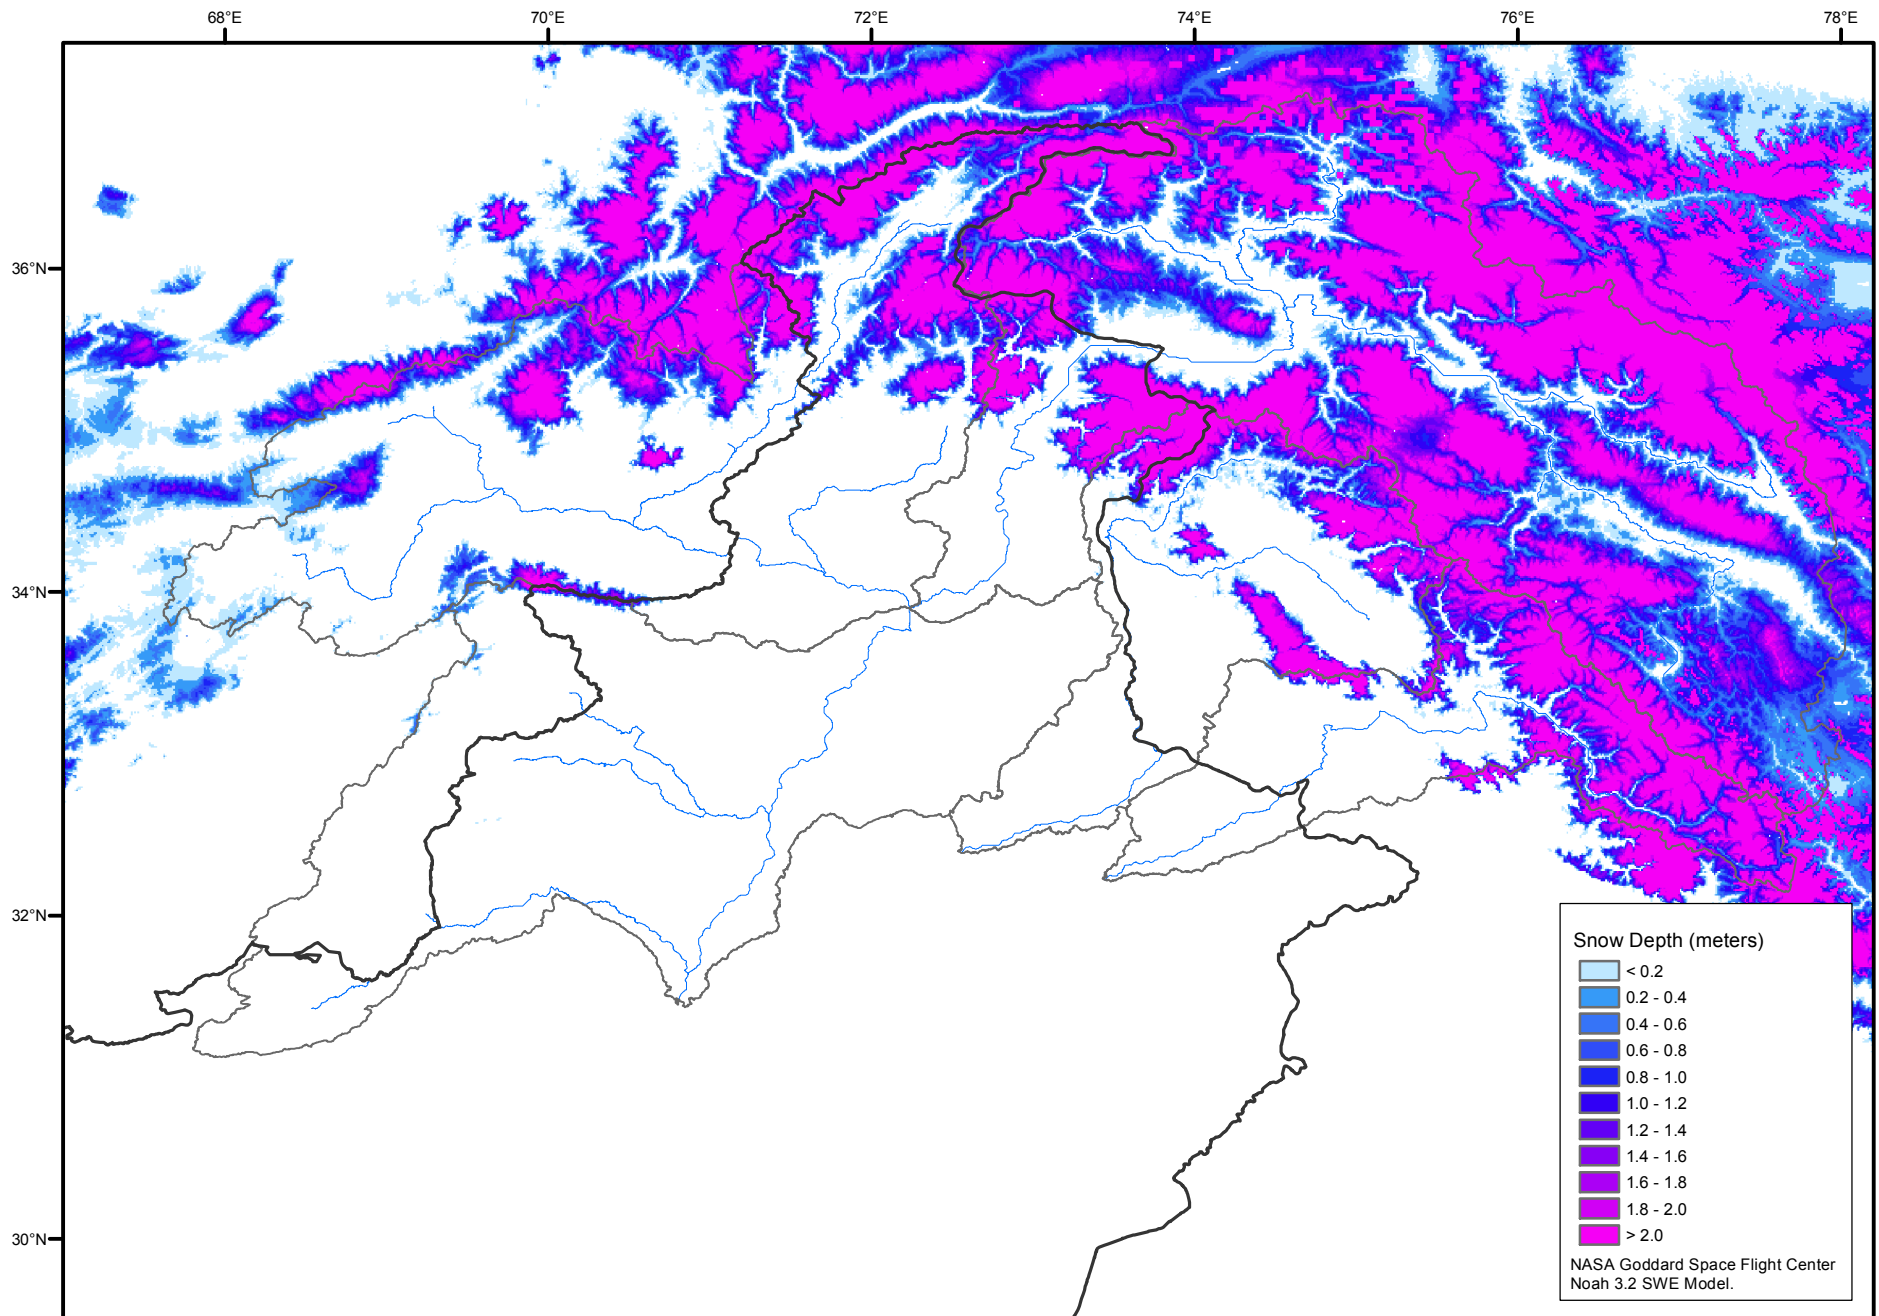 68°E
70°E
72°E
74°E
76°E
78°E
36°N
34°N
32°N
30°N
Snow Depth (meters)
< 0.2
0.2 - 0.4
0.4 - 0.6
0.6 - 0.8
0.8 - 1.0
1.0 - 1.2
1.2 - 1.4
1.4 - 1.6
1.6 - 1.8
1.8 - 2.0
> 2.0
NASA Goddard Space Flight Center
Noah 3.2 SWE Model.